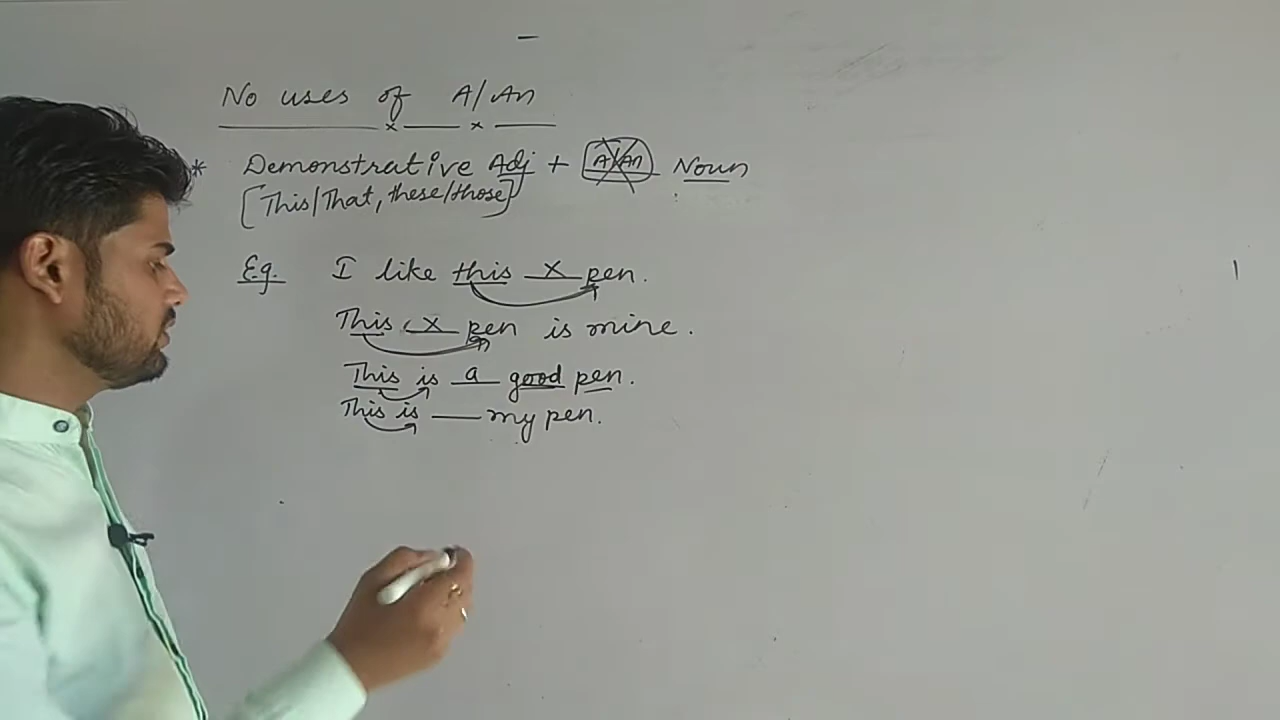 No uses of A/An
* Demonstrative Adj + A/An Noun
[This/That, these/those]
Eg. I like this x pen.
This x pen is mine.
This is a good pen.
This is ___ my pen.